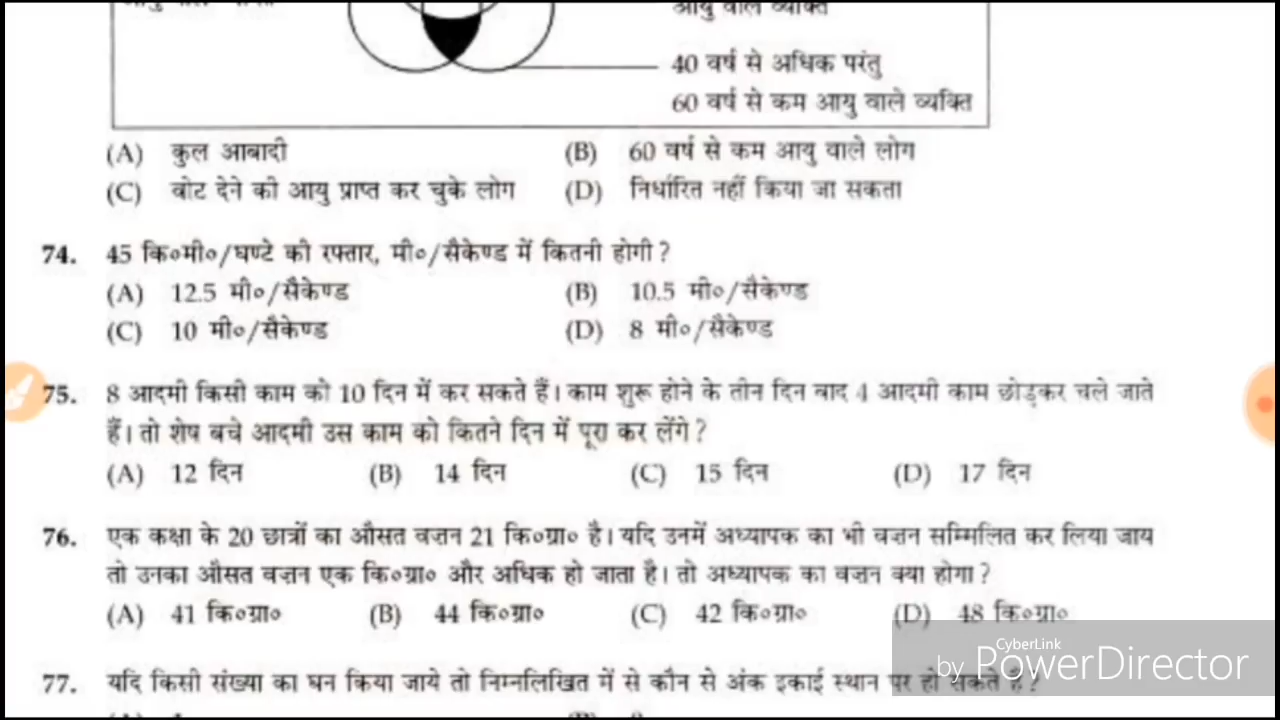 आयु वाले व्यक्ति
40 वर्ष से अधिक परंतु
60 वर्ष से कम आयु वाले व्यक्ति
(A) कुल आबादी (B) 60 वर्ष से कम आयु वाले लोग
(C) वोट देने की आयु प्राप्त कर चुके लोग (D) निर्धारित नहीं किया जा सकता
74. 45 कि०मी०/घण्टे की रफ्तार, मी०/सैकेण्ड में कितनी होगी ?
(A) 12.5 मी०/सैकेण्ड (B) 10.5 मी०/सैकेण्ड
(C) 10 मी०/सैकेण्ड (D) 8 मी०/सैकेण्ड
75. 8 आदमी किसी काम को 10 दिन में कर सकते हैं। काम शुरू होने के तीन दिन बाद 4 आदमी काम छोड़कर चले जाते
हैं। तो शेष बचे आदमी उस काम को कितने दिन में पूरा कर लेंगे ?
(A) 12 दिन (B) 14 दिन (C) 15 दिन (D) 17 दिन
76. एक कक्षा के 20 छात्रों का औसत वज़न 21 कि०ग्रा० है। यदि उनमें अध्यापक का भी वज़न सम्मिलित कर लिया जाय
तो उनका औसत वज़न एक कि०ग्रा० और अधिक हो जाता है। तो अध्यापक का वज़न क्या होगा ?
(A) 41 कि०ग्रा० (B) 44 कि०ग्रा० (C) 42 कि०ग्रा० (D) 48 कि०ग्रा०
CyberLink
by PowerDirector
77. यदि किसी संख्या का घन किया जाये तो निम्नलिखित में से कौन से अंक इकाई स्थान पर हो सकते हैं ?